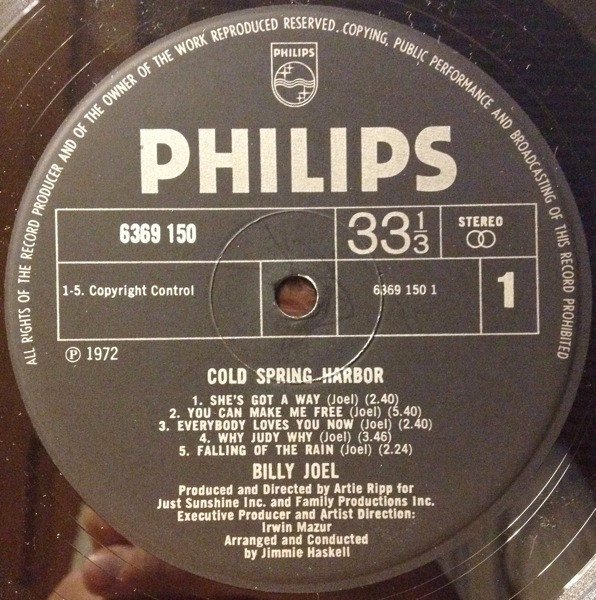 ALL RIGHTS OF THE RECORD PRODUCER AND OF THE OWNER OF THE WORK REPRODUCED RESERVED. COPYING, PUBLIC PERFORMANCE AND BROADCASTING OF THIS RECORD PROHIBITED
PHILIPS
PHILIPS
6369 150
33⅓
STEREO
1-5. Copyright Control
6369 150 1
1
℗ 1972
COLD SPRING HARBOR
1. SHE'S GOT A WAY (Joel) (2.40)
2. YOU CAN MAKE ME FREE (Joel) (5.40)
3. EVERYBODY LOVES YOU NOW (Joel) (2.40)
4. WHY JUDY WHY (Joel) (3.46)
5. FALLING OF THE RAIN (Joel) (2.24)
BILLY JOEL
Produced and Directed by Artie Ripp for
Just Sunshine Inc. and Family Productions Inc.
Executive Producer and Artist Direction:
Irwin Mazur
Arranged and Conducted
by Jimmie Haskell